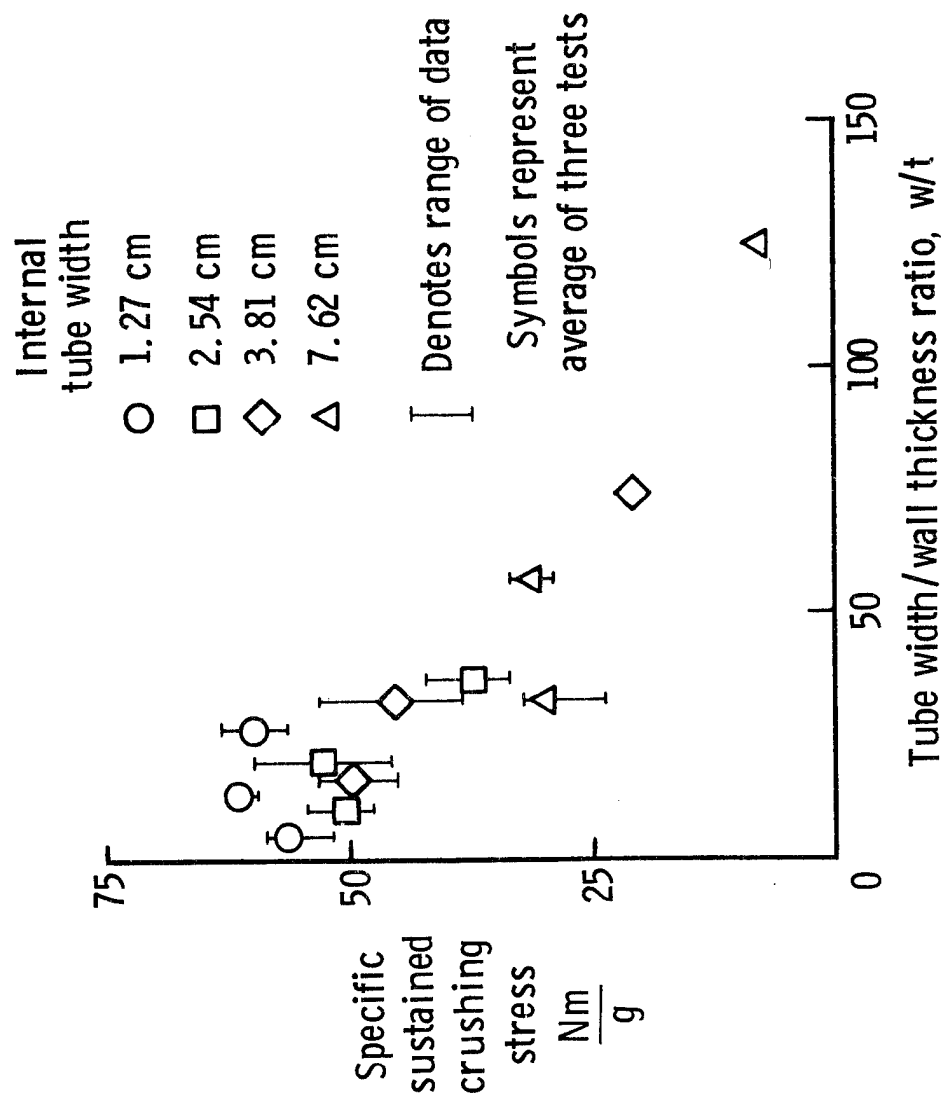 Internal
tube width
1.27 cm
2.54 cm
3.81 cm
7.62 cm
Denotes range of data
Symbols represent
average of three tests
75
50
25
0
50
100
150
Specific
sustained
crushing
stress
Nm
g
Tube width/wall thickness ratio, w/t